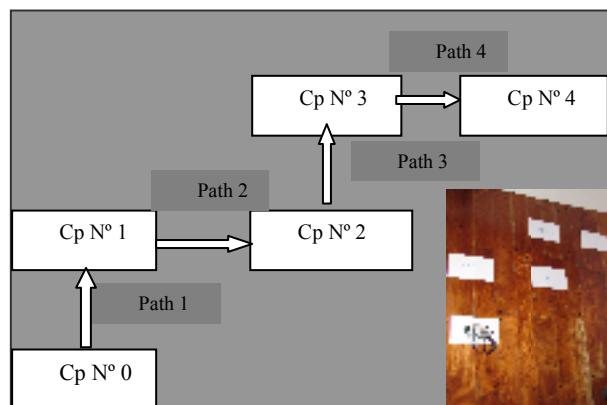 Path 4
Cp Nº 3
Cp Nº 4
Path 3
Path 2
Cp Nº 1
Cp Nº 2
Path 1
Cp Nº 0